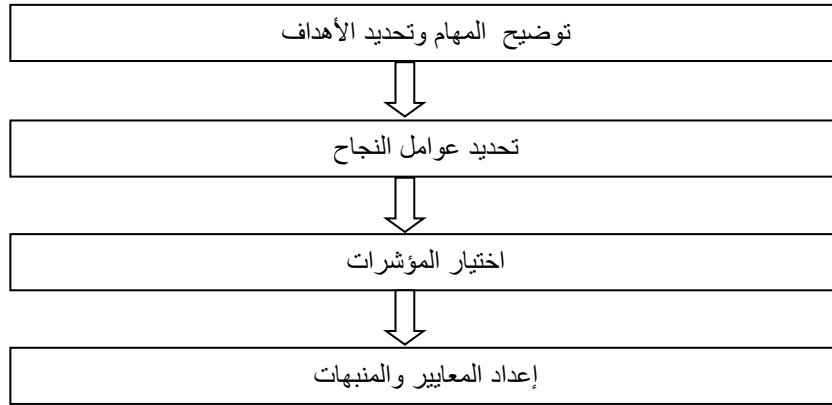 توضيح المهام وتحديد الأهداف
تحديد عوامل النجاح
اختيار المؤشرات
إعداد المعايير والمنبهات